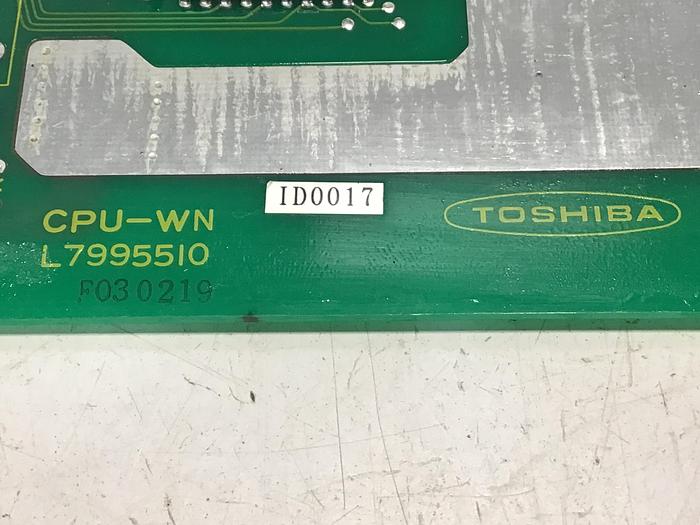 ID0017
TOSHIBA
CPU-WN
L7995510
F030219